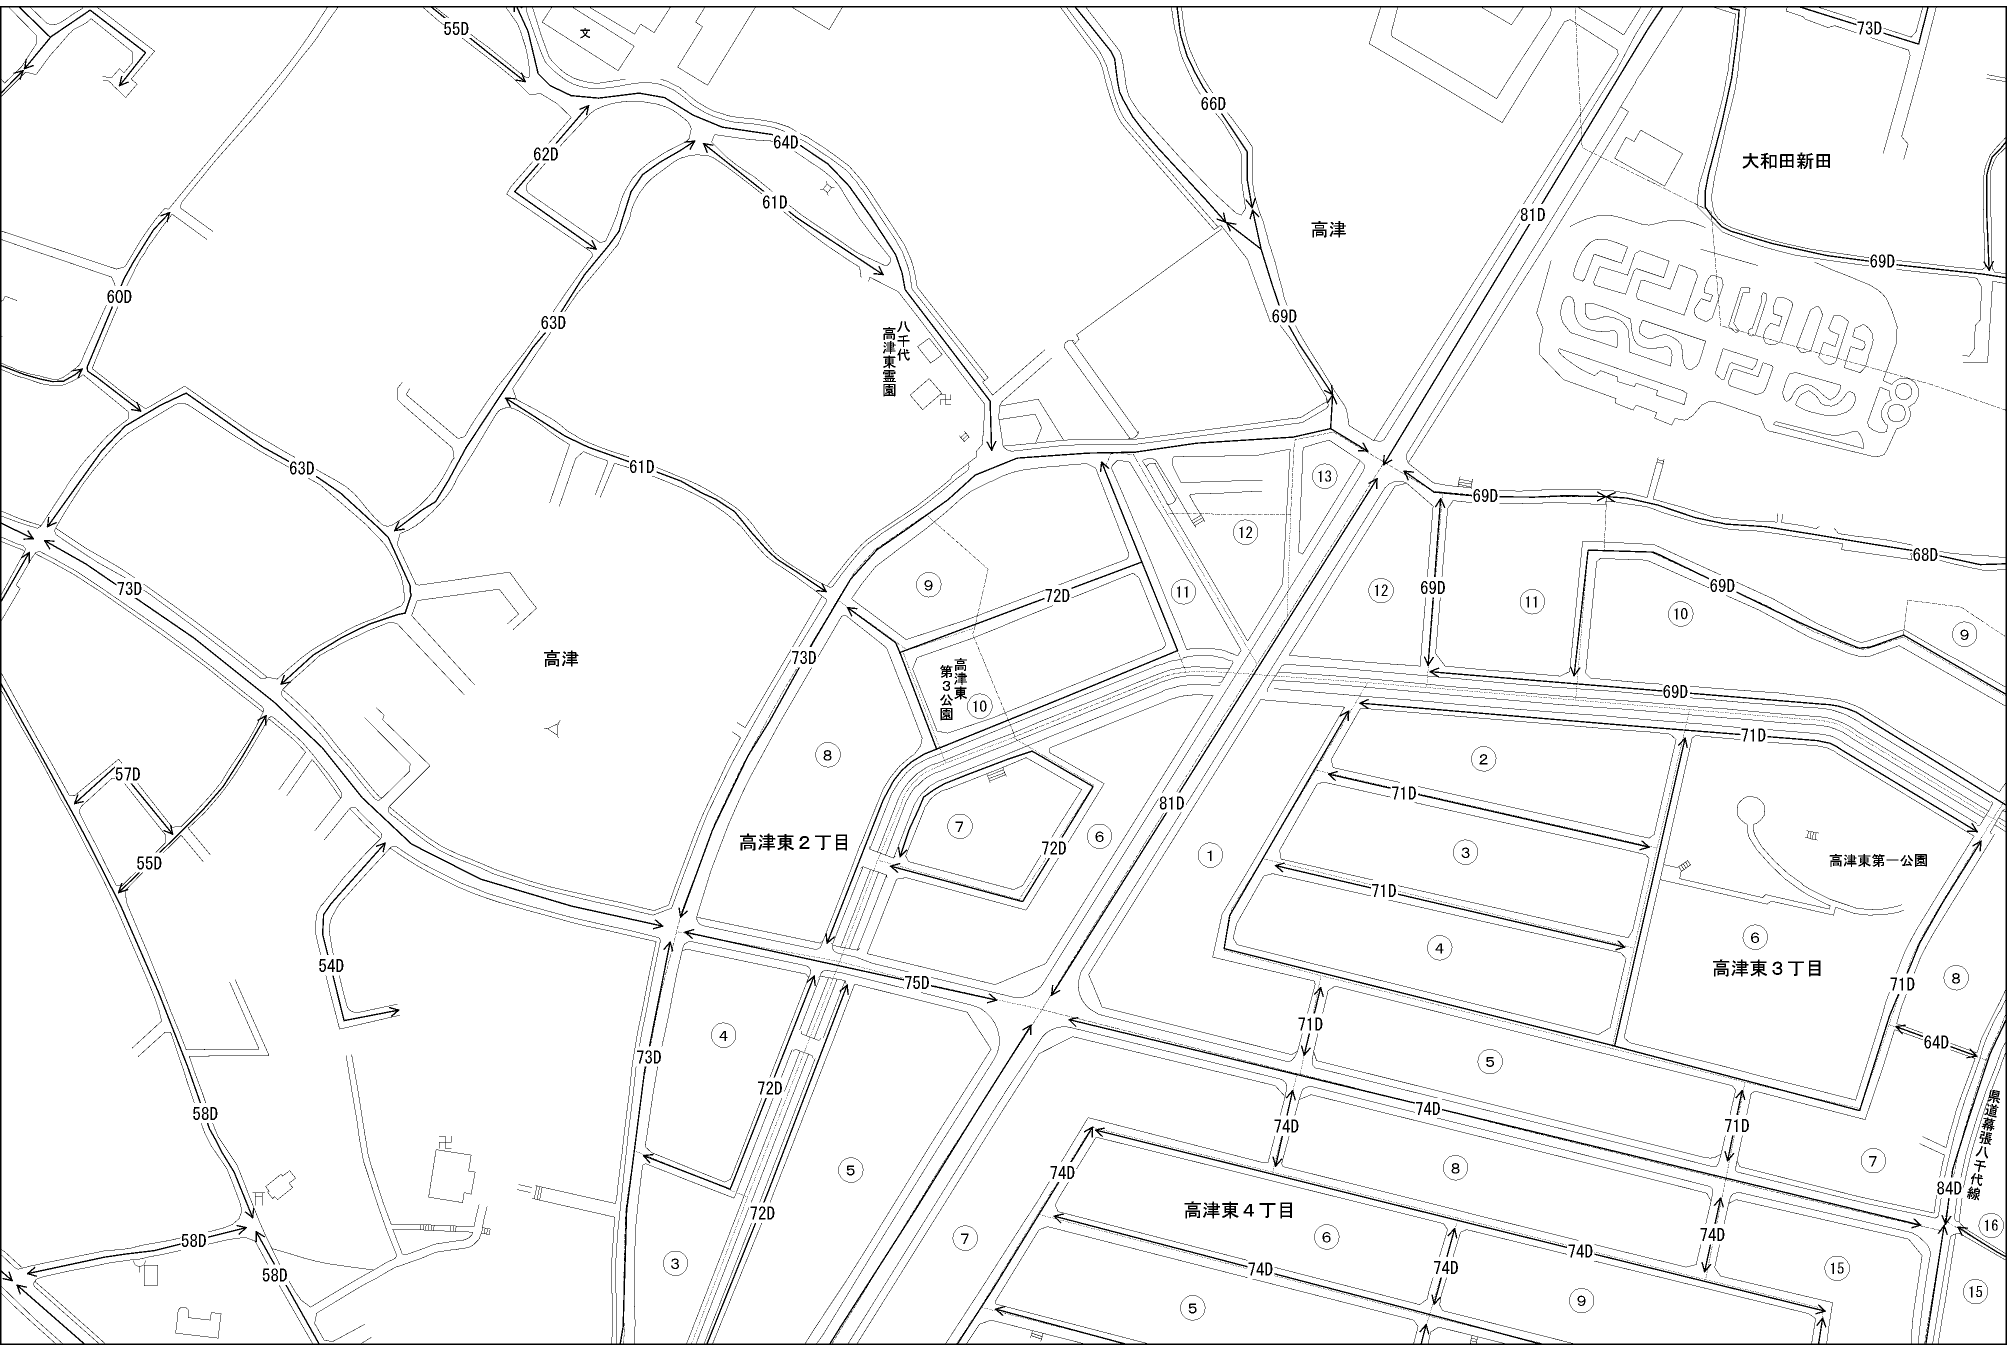 55D
文
73D
66D
64D
62D
大和田新田
61D
81D
高津
69D
60D
69D
63D
八千代
高津東霊園
63D
61D
13
69D
12
68D
73D
9
72D
11
69D
12
11
69D
10
9
高津
73D
高津東
第３公園
10
69D
8
71D
2
57D
71D
81D
7
6
72D
高津東２丁目
1
3
高津東第一公園
55D
71D
6
4
高津東３丁目
54D
75D
71D
8
4
71D
64D
73D
5
72D
74D
58D
74D
71D
県道幕張八千代線
5
8
7
74D
84D
72D
高津東４丁目
16
58D
7
6
74D
74D
3
58D
74D
74D
15
15
5
9